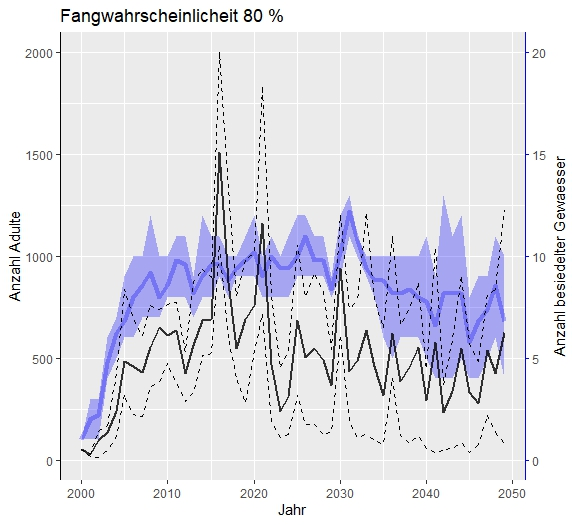 Fangwahrscheinlicheit 80 %
2000
1500
1000
500
0
Anzahl Adulte
20
15
10
5
0
Anzahl besiedelter Gewaesser
2000 2010 2020 2030 2040 2050
Jahr